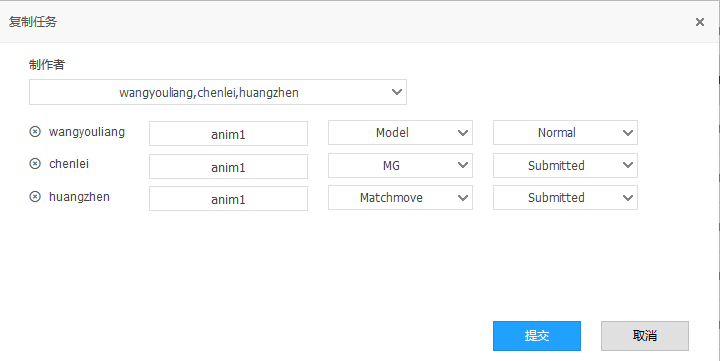 复制任务
制作者
wangyouliang,chenlei,huangzhen
wangyouliang anim1 Model Normal
chenlei anim1 MG Submitted
huangzhen anim1 Matchmove Submitted
提交 取消